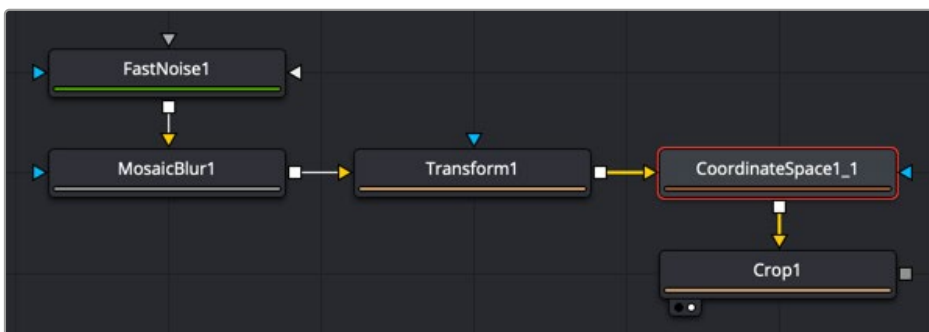 FastNoise1
MosaicBlur1
Transform1
CoordinateSpace1_1
Crop1